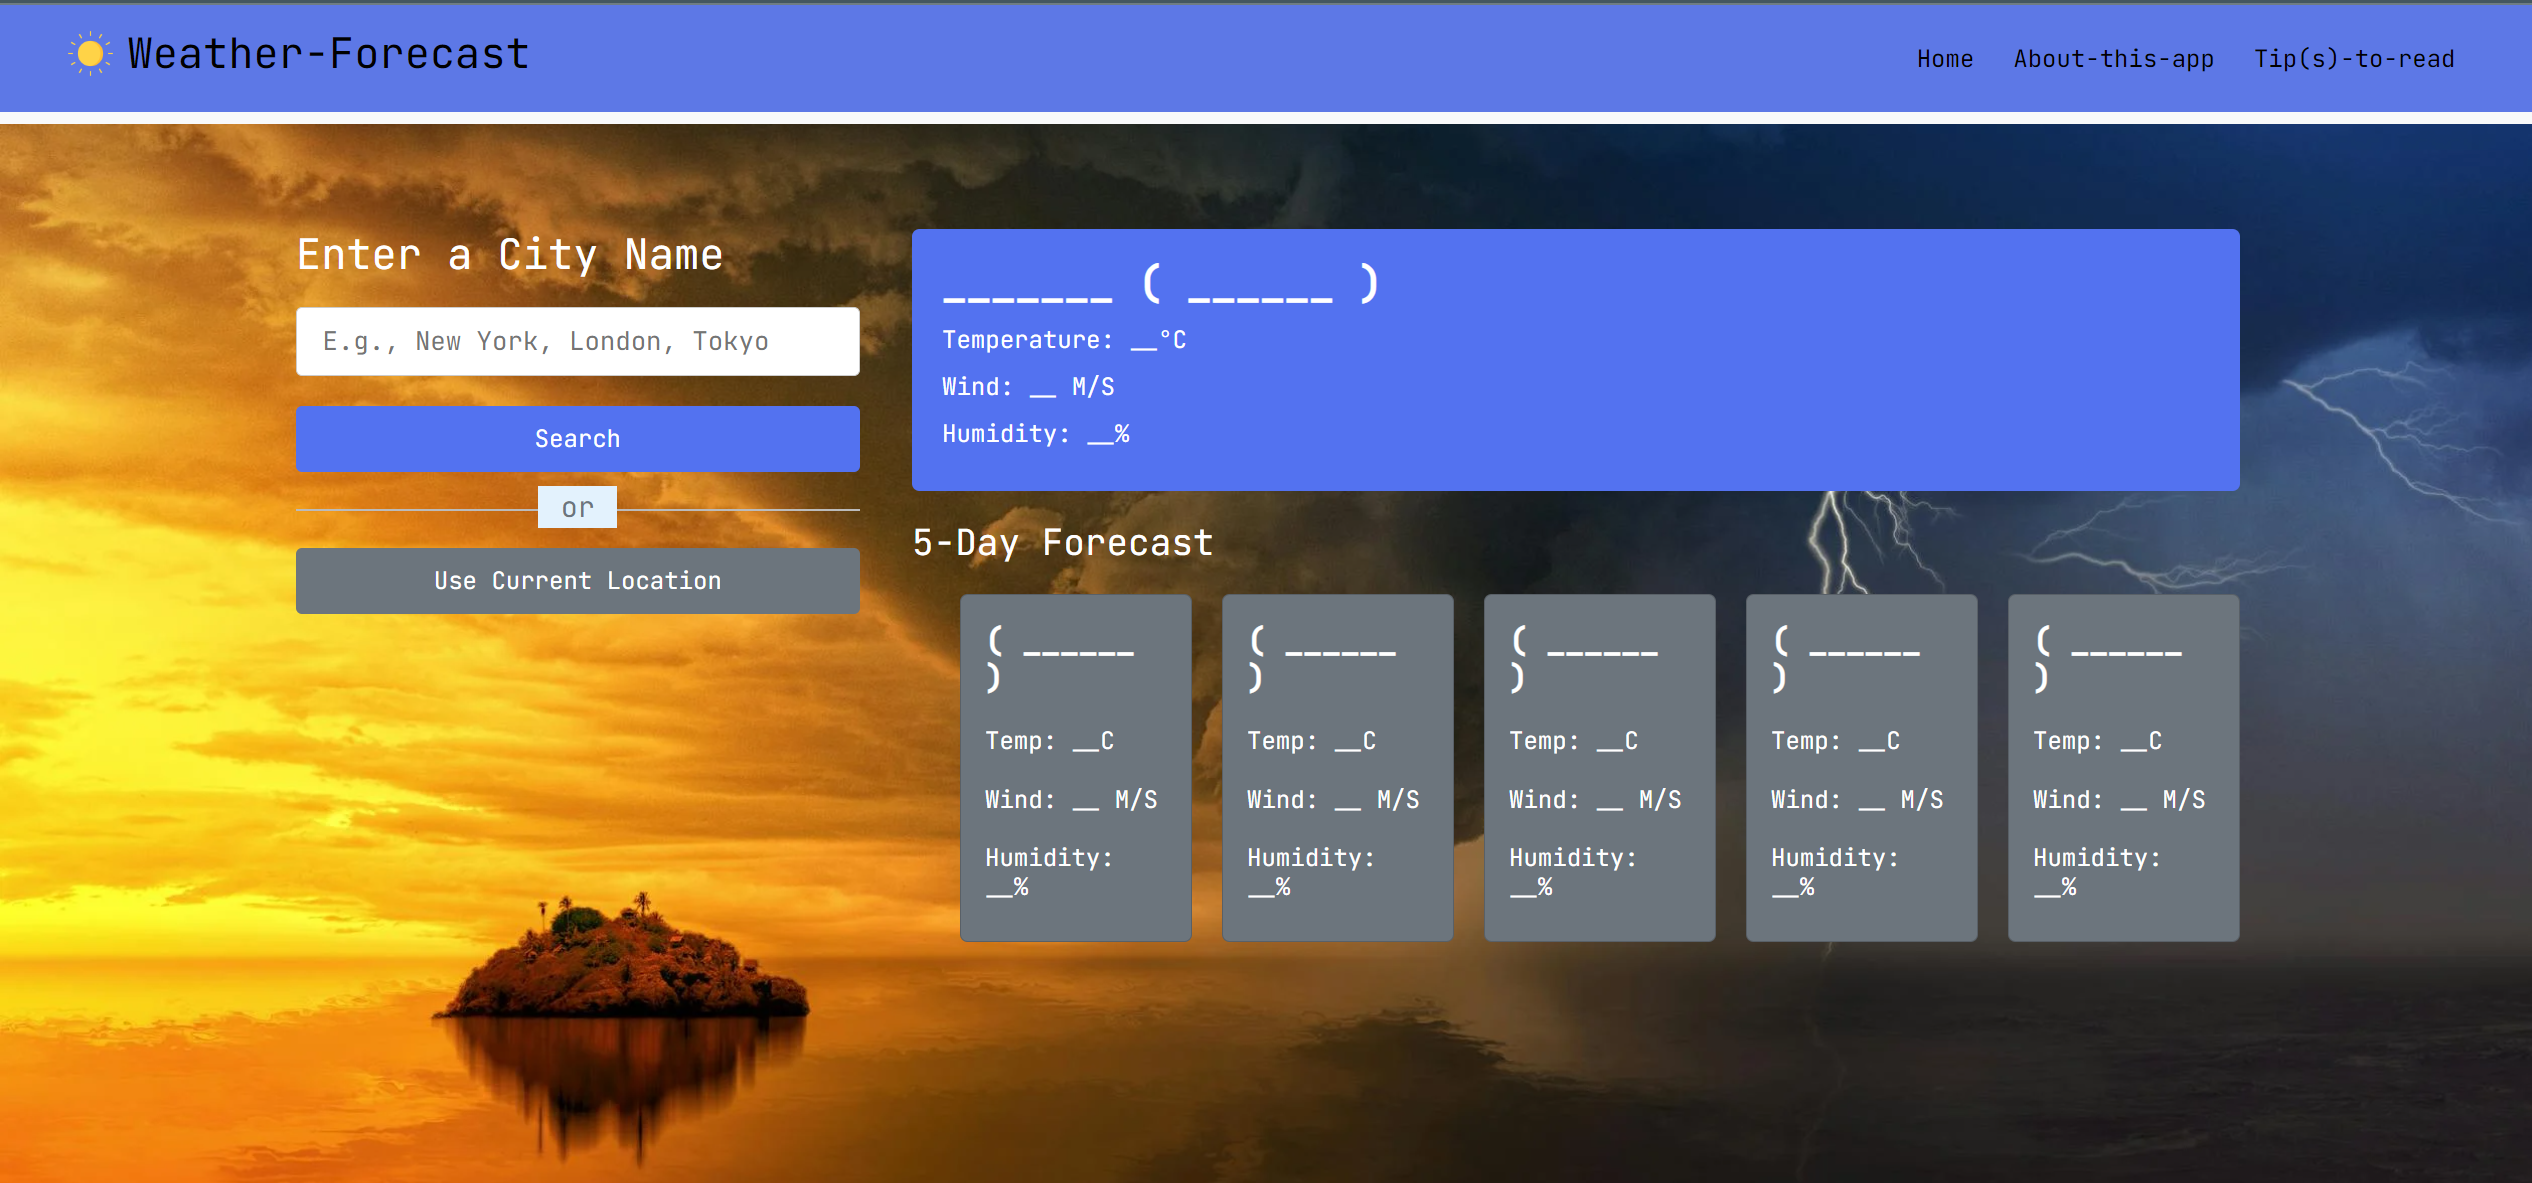 Weather-Forecast
Home
About-this-app
Tip(s)-to-read
Enter a City Name
E.g., New York, London, Tokyo
Search
or
Use Current Location
_______ ( ______ )
Temperature: __°C
Wind: __ M/S
Humidity: __%
5-Day Forecast
( ______
)
Temp: __C
Wind: __ M/S
Humidity:
__%
( ______
)
Temp: __C
Wind: __ M/S
Humidity:
__%
( ______
)
Temp: __C
Wind: __ M/S
Humidity:
__%
( ______
)
Temp: __C
Wind: __ M/S
Humidity:
__%
( ______
)
Temp: __C
Wind: __ M/S
Humidity:
__%